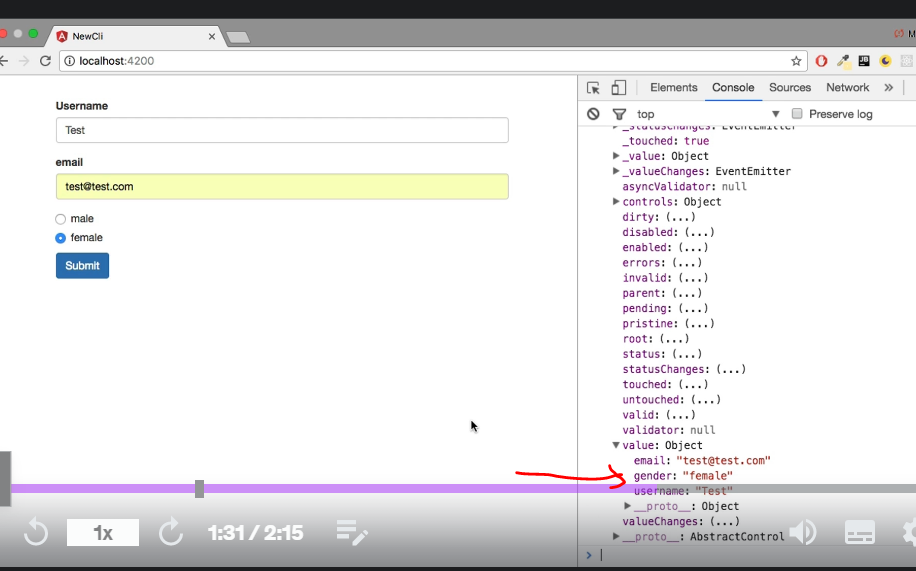 NewCli
localhost:4200
Username
Test
email
test@test.com
male
female
Submit
Elements Console Sources Network »
top Preserve log
_statusChanges: EventEmitter
_touched: true
_value: Object
_valueChanges: EventEmitter
asyncValidator: null
controls: Object
dirty: (...)
disabled: (...)
enabled: (...)
errors: (...)
invalid: (...)
parent: (...)
pending: (...)
pristine: (...)
root: (...)
status: (...)
statusChanges: (...)
touched: (...)
untouched: (...)
valid: (...)
validator: null
value: Object
email: "test@test.com"
gender: "female"
username: "Test"
__proto__: Object
valueChanges: (...)
__proto__: AbstractControl
1x 1:31 / 2:15